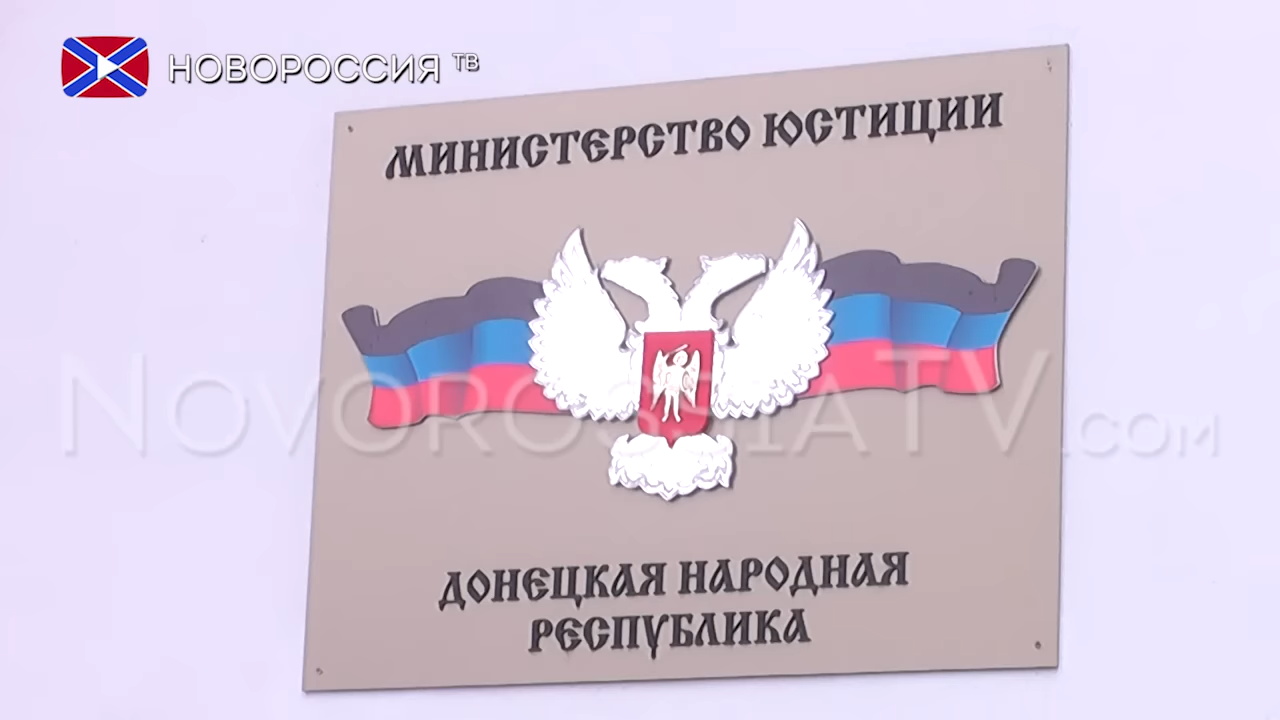 НОВОРОССИЯ ТВ
МИНИСТЕРСТВО ЮСТИЦИИ
NOVOROSSIATV.COM
ДОНЕЦКАЯ НАРОДНАЯ
РЕСПУБЛИКА